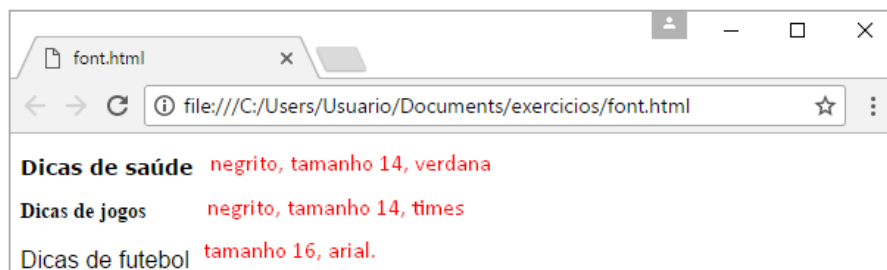 font.html
file:///C:/Users/Usuario/Documents/exercicios/font.html
Dicas de saúde negrito, tamanho 14, verdana
Dicas de jogos negrito, tamanho 14, times
Dicas de futebol tamanho 16, arial.